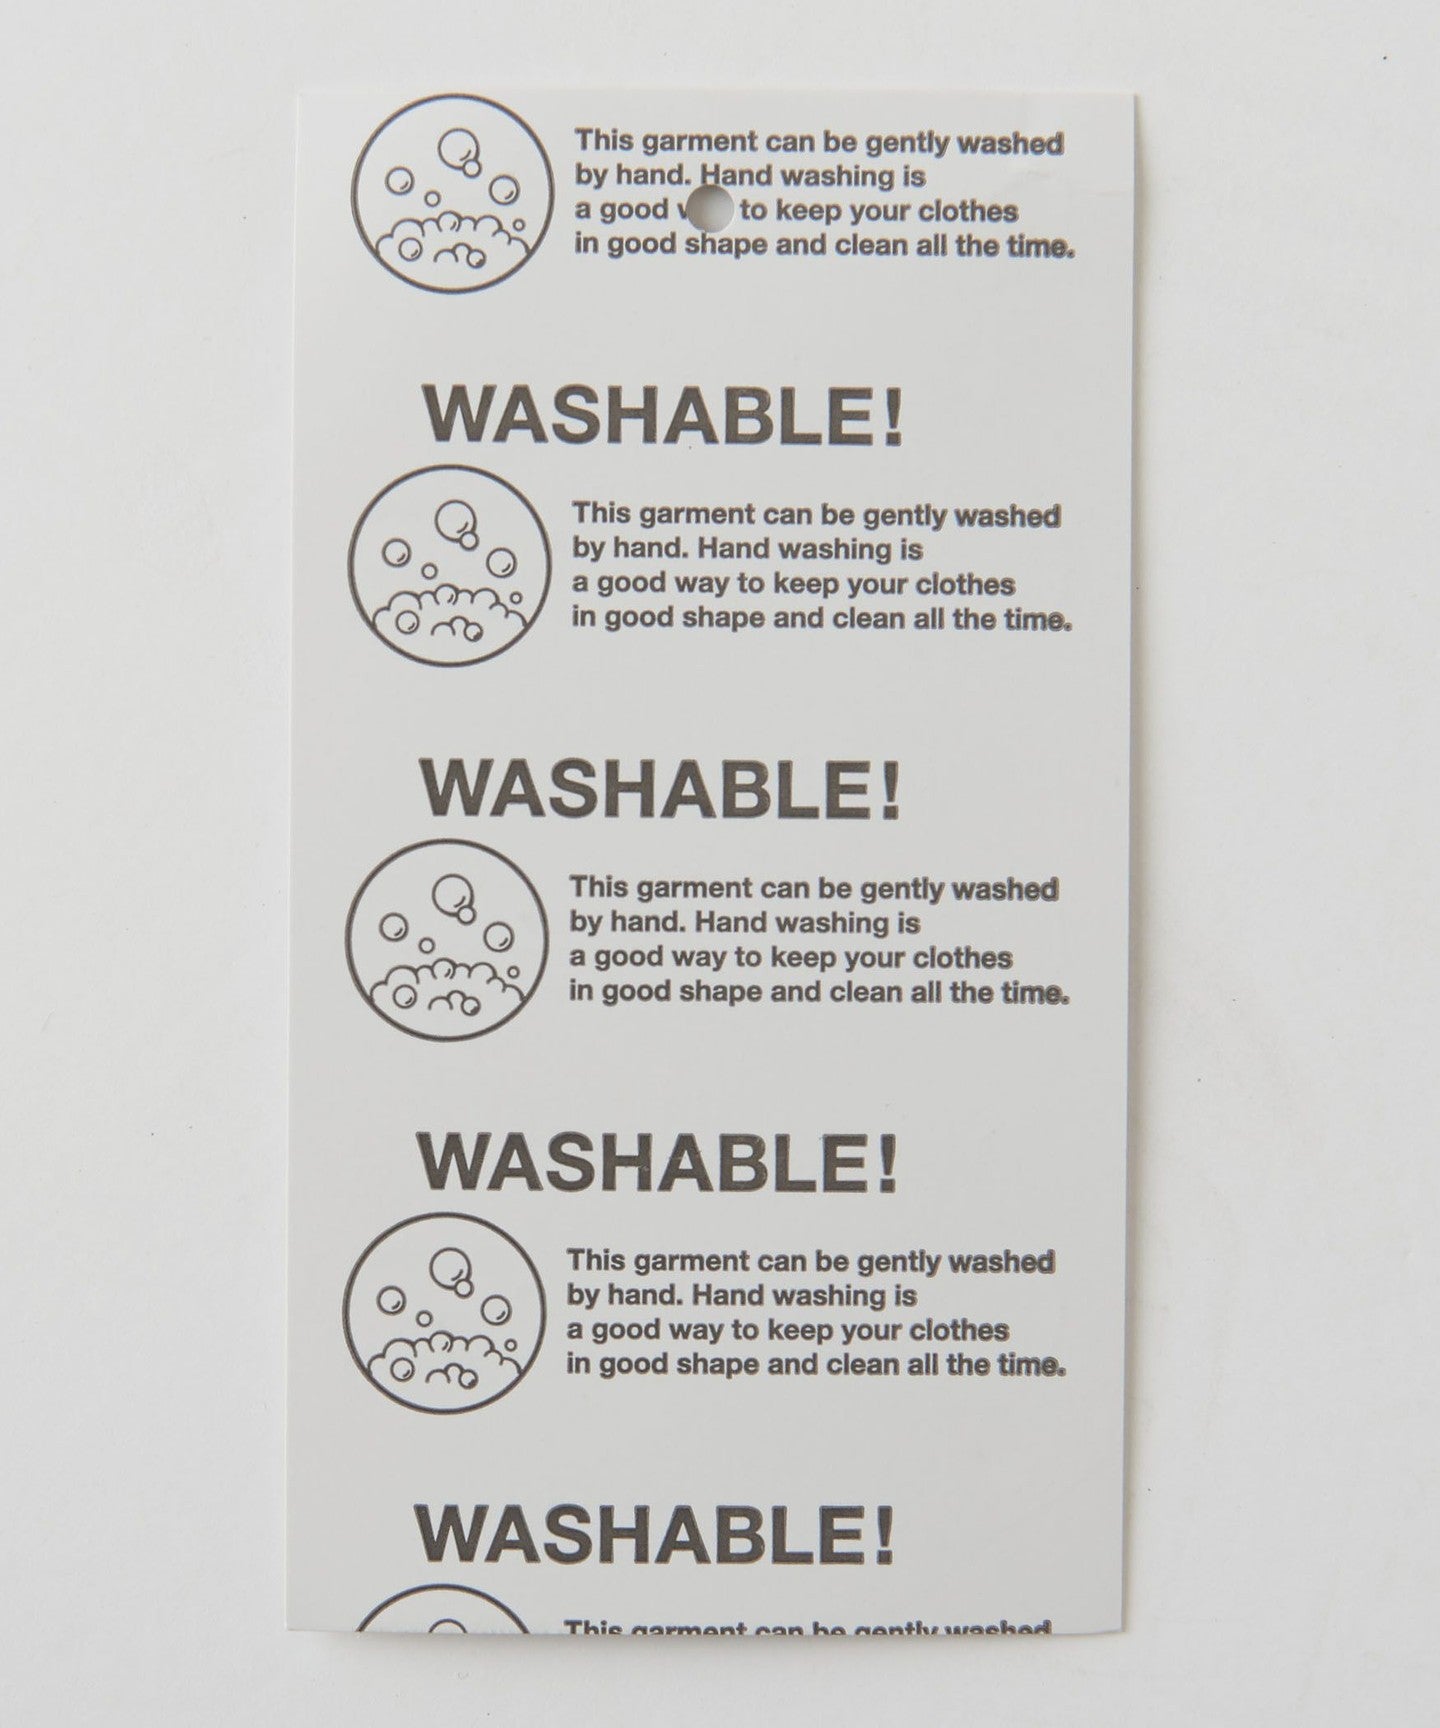 This garment can be gently washed
by hand. Hand washing is
a good to keep your clothes
in good shape and clean all the time.
WASHABLE!
This garment can be gently washed
by hand. Hand washing is
a good way to keep your clothes
in good shape and clean all the time.
WASHABLE!
This garment can be gently washed
by hand. Hand washing is
a good way to keep your clothes
in good shape and clean all the time.
WASHABLE!
This garment can be gently washed
by hand. Hand washing is
a good way to keep your clothes
in good shape and clean all the time.
WASHABLE!
This garment can be gently washed